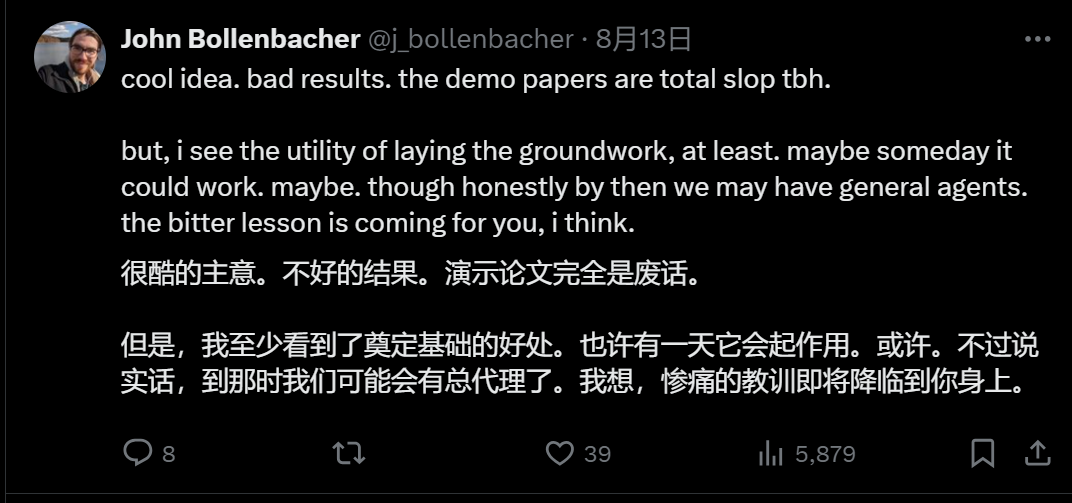 John Bollenbacher @j_bollenbacher · 8月13日
cool idea. bad results. the demo papers are total slop tbh.
but, i see the utility of laying the groundwork, at least. maybe someday it
could work. maybe. though honestly by then we may have general agents.
the bitter lesson is coming for you, i think.
很酷的主意。不好的结果。演示论文完全是废话。
但是，我至少看到了奠定基础的好处。也许有一天它会起作用。或许。不过说
实话，到那时我们可能会有总代理了。我想，惨痛的教训即将降临到你身上。
8 39 5,879